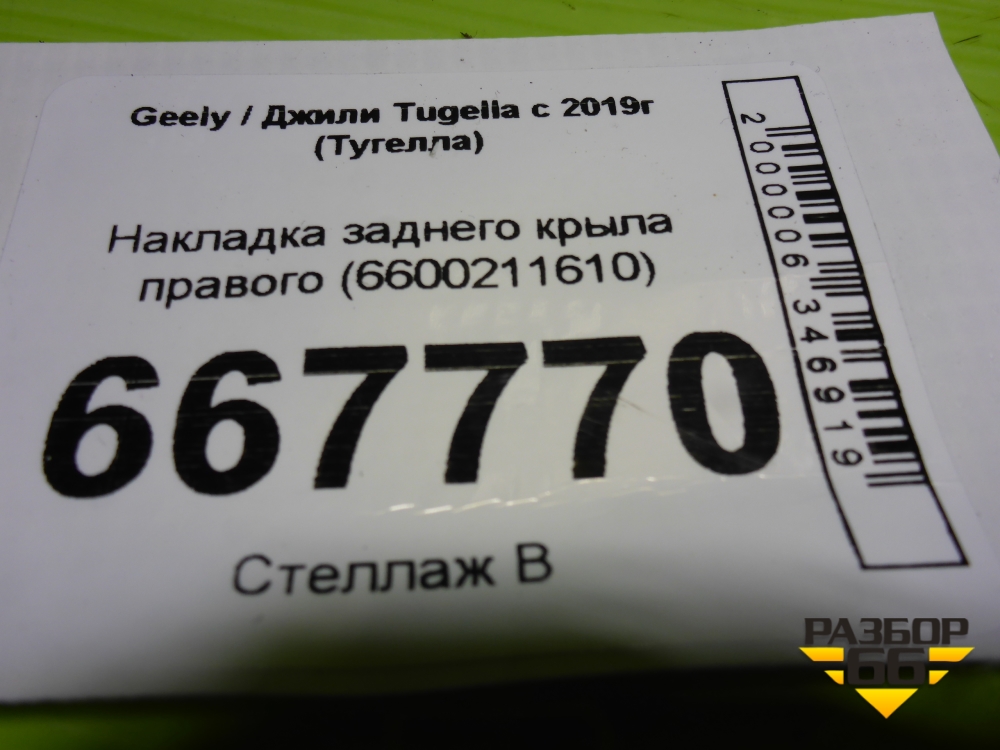 Geely / Джили Tugella с 2019г
(Тугелла)
Накладка заднего крыла
правого (6600211610)
667770
Стеллаж В
2000006346919
РАЗБОР
66